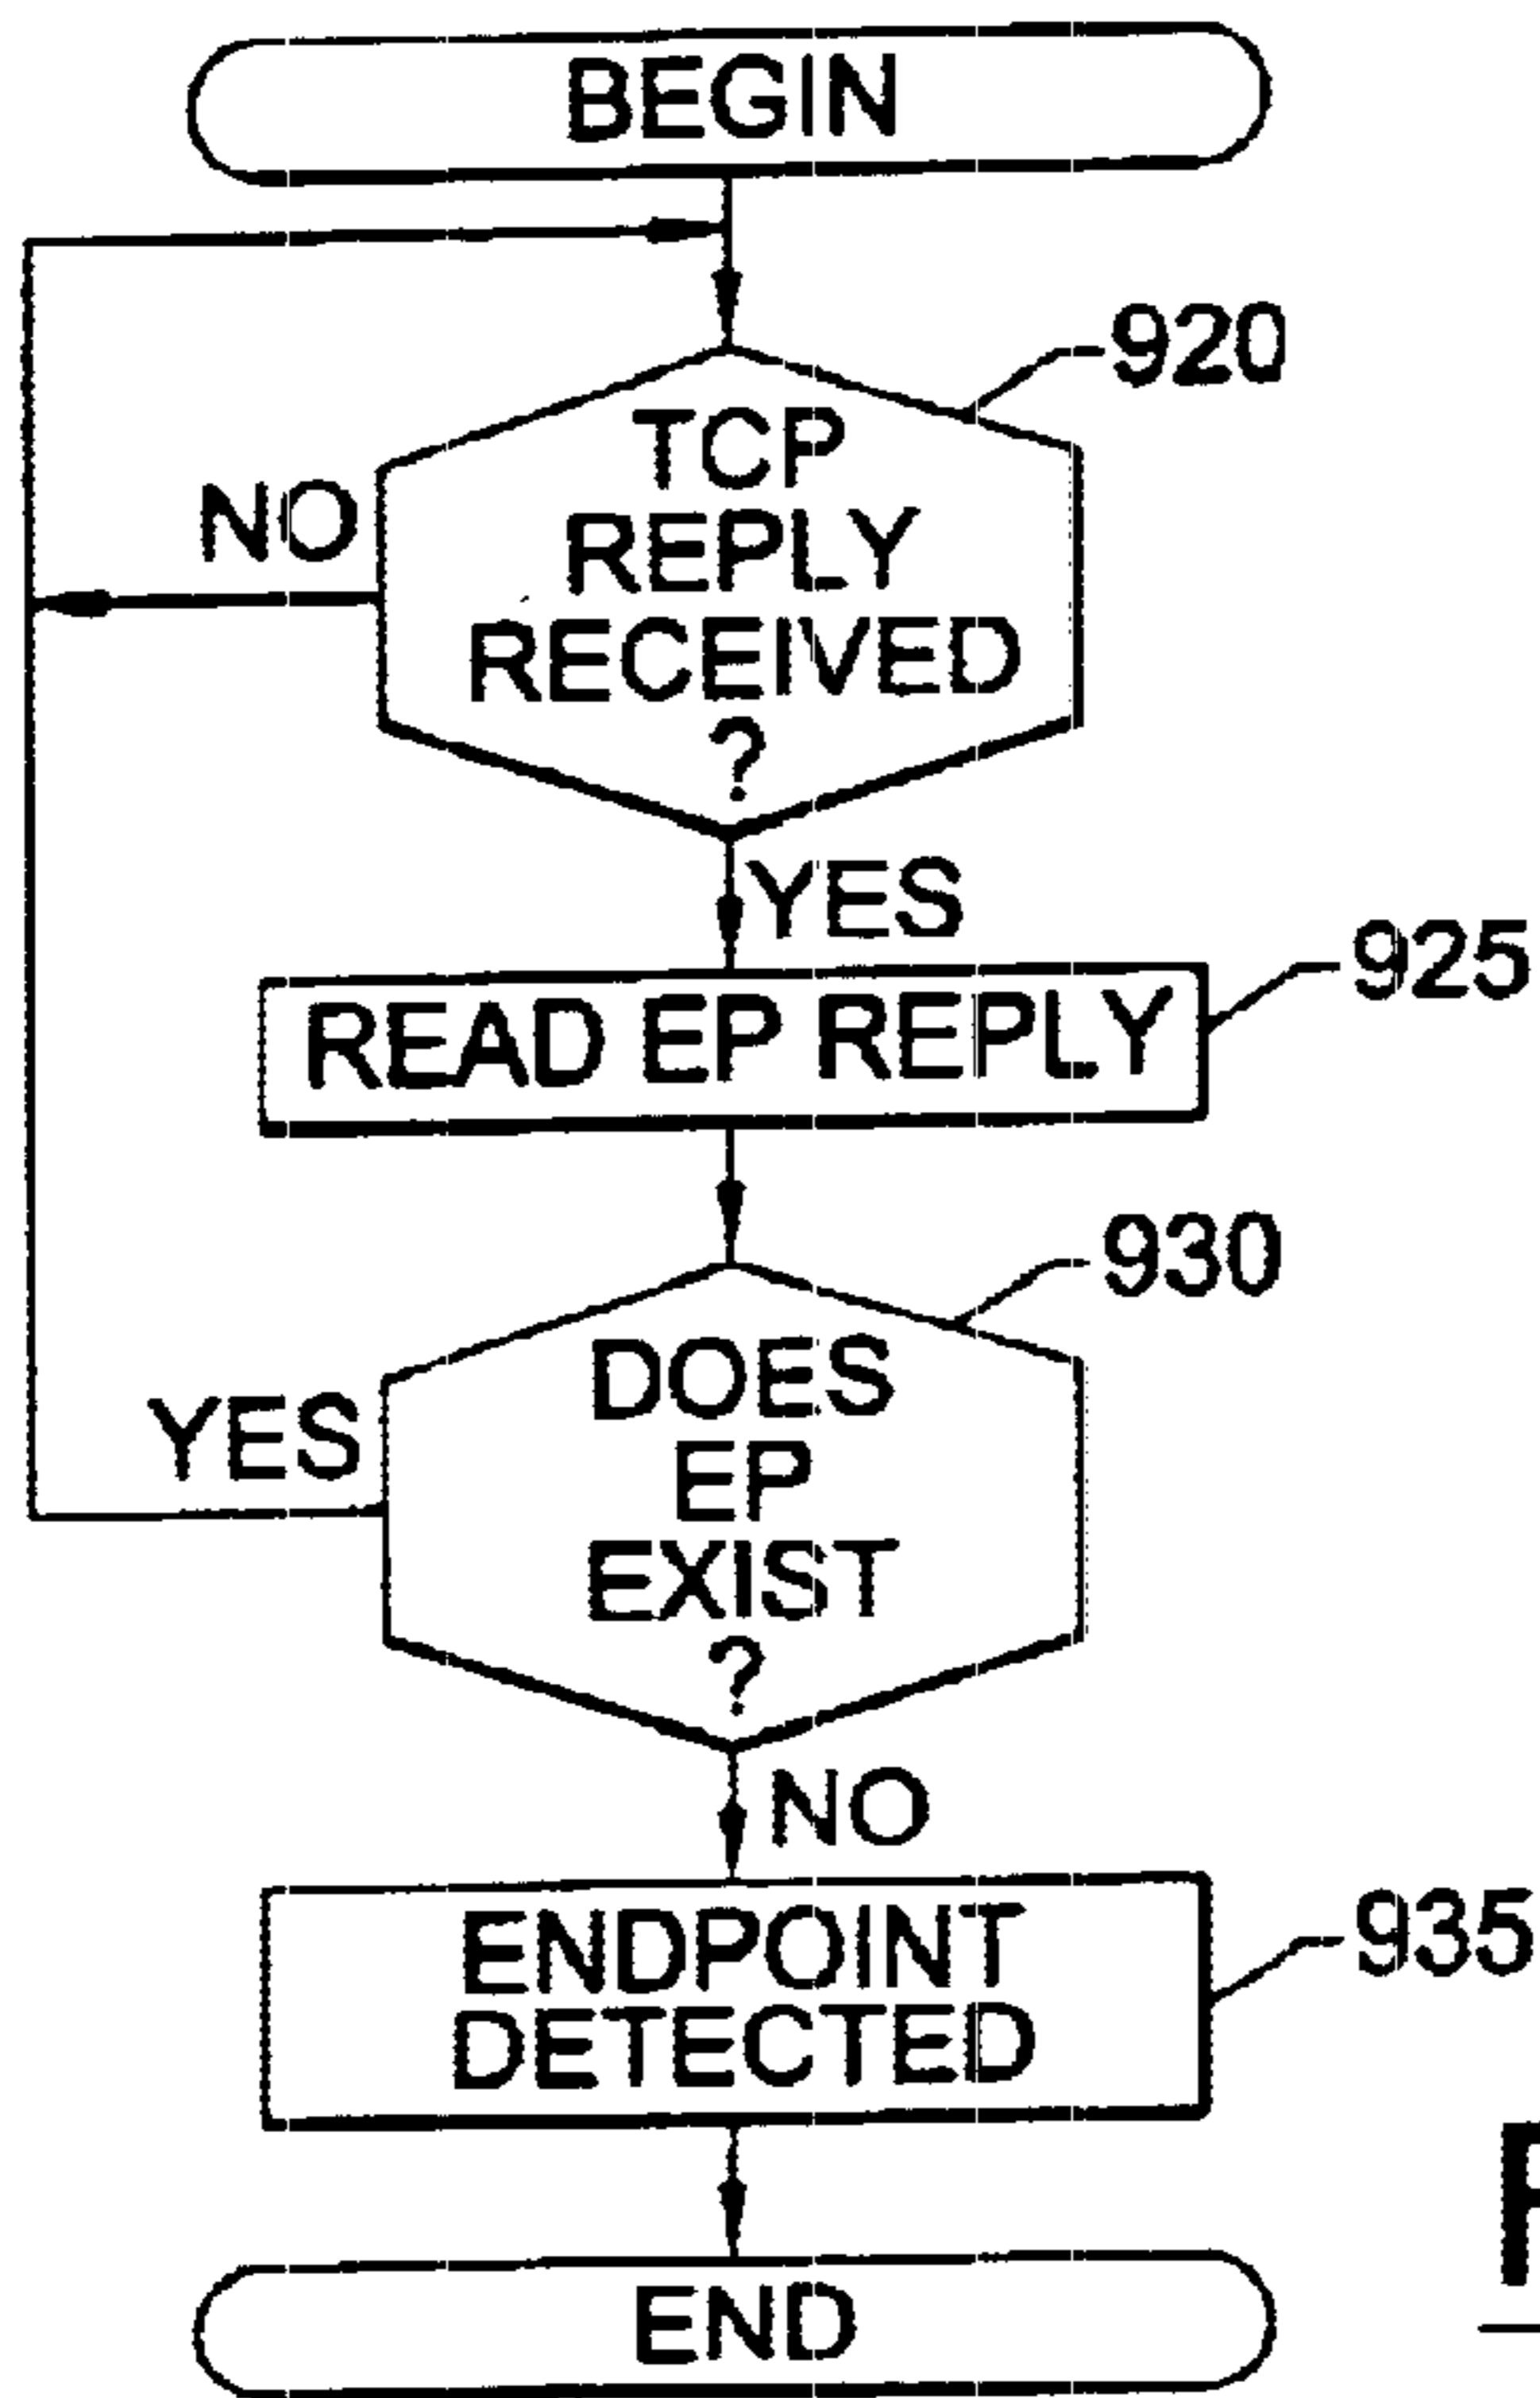 BEGIN
920
TCP
REPLY
RECEIVED
?
NO
YES
925
READ EP REPLY
930
DOES
EP
EXIST
?
YES
NO
935
ENDPOINT
DETECTED
END